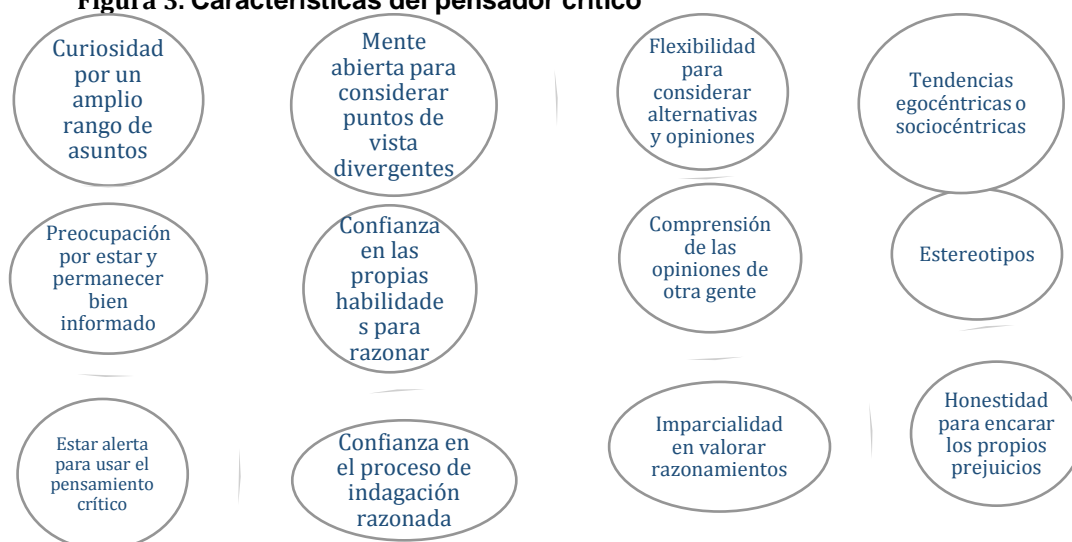 Figura 3. Características del pensador crítico
Curiosidad
por un
amplio
rango de
asuntos
Mente
abierta para
considerar
puntos de
vista
divergentes
Flexibilidad
para
considerar
alternativas
y opiniones
Tendencias
egocéntricas o
sociocéntricas
Preocupación
por estar y
permanecer
bien
informado
Confianza
en las
propias
habilidade
s para
razonar
Comprensión
de las
opiniones de
otra gente
Estereotipos
Estar alerta
para usar el
pensamiento
crítico
Confianza en
el proceso de
indagación
razonada
Imparcialidad
en valorar
razonamientos
Honestidad
para encarar
los propios
prejuicios